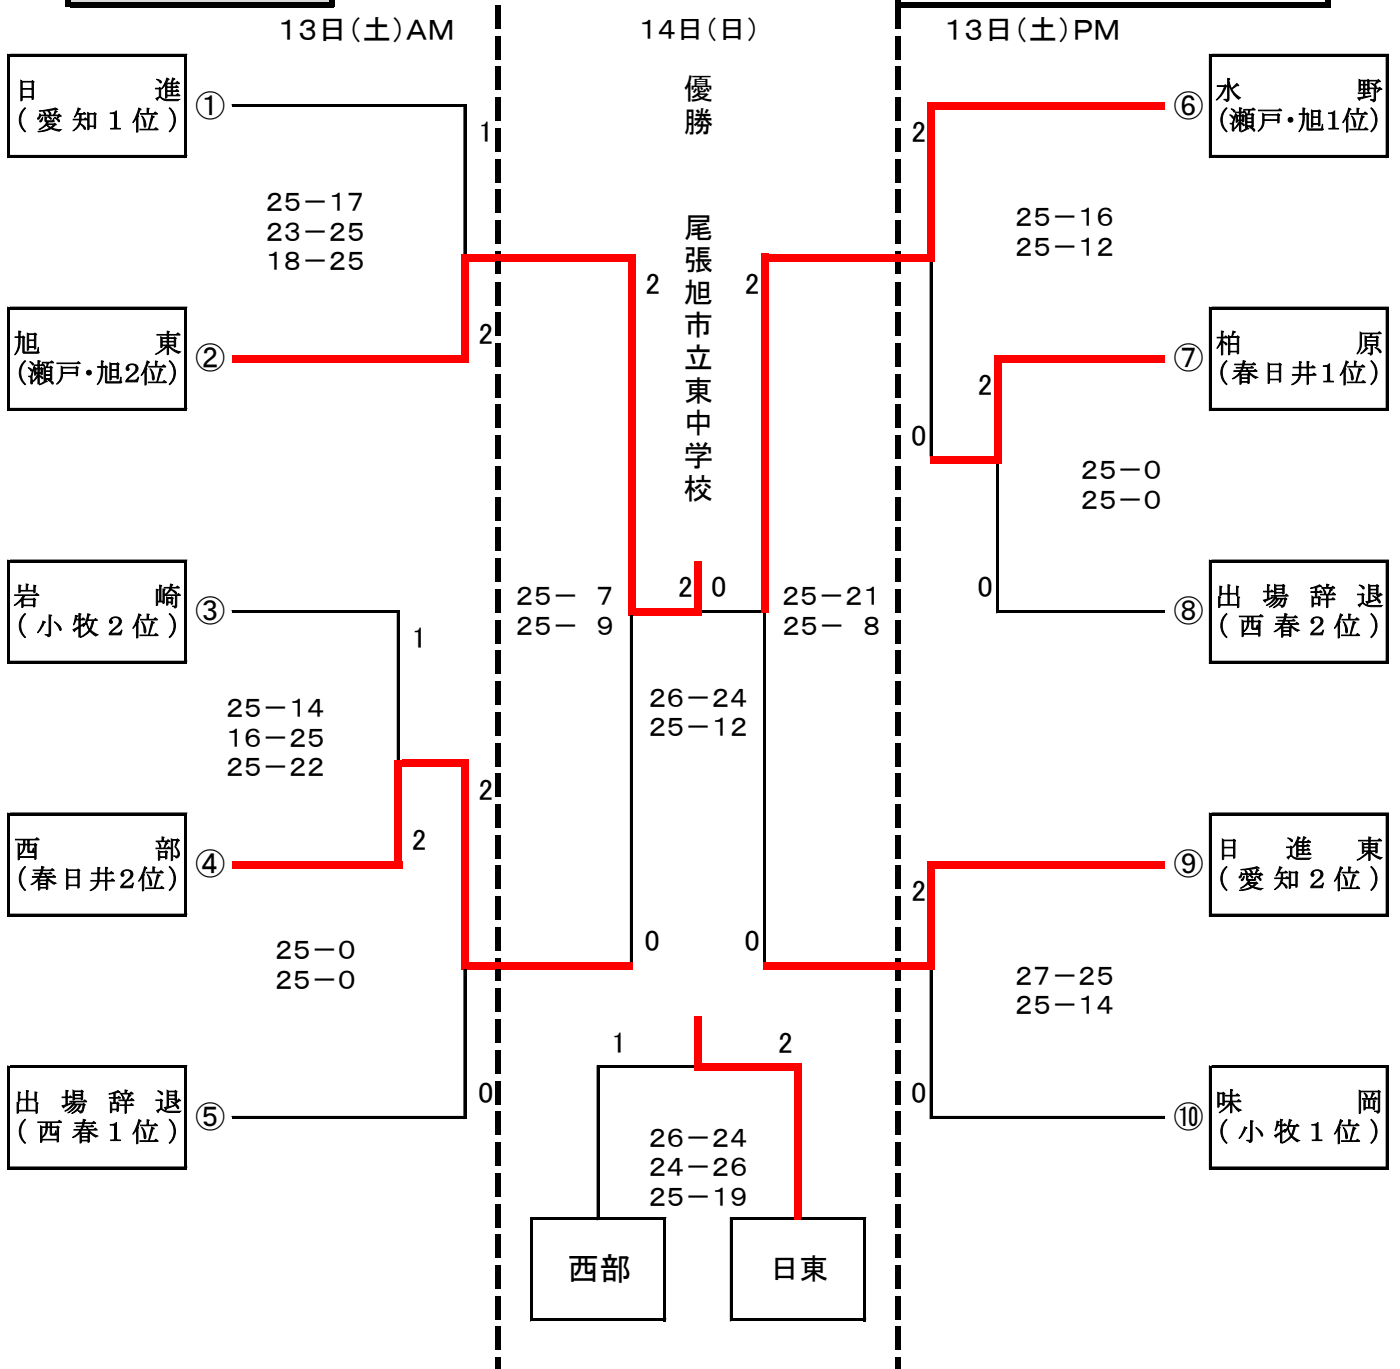 13日(土)AM
14日(日)
13日(土)PM
優勝 尾張旭市立東中学校
日 進
(愛知1位)
①
1
25-17
23-25
18-25
2
旭 東
(瀬戸・旭2位)
②
岩 崎
(小牧2位)
③
1
25-14
16-25
25-22
2
西 部
(春日井2位)
④
2
25-0
25-0
0
出場辞退
(西春1位)
⑤
2
25- 7
25- 9
0
2 0
26-24
25-12
2
25-21
25- 8
0
1
2
26-24
24-26
25-19
西部
日東
⑥
水 野
(瀬戸・旭1位)
2
25-16
25-12
0
⑦
柏 原
(春日井1位)
2
25-0
25-0
0
⑧
出場辞退
(西春2位)
⑨
日 進 東
(愛知2位)
2
27-25
25-14
0
⑩
味 岡
(小牧1位)